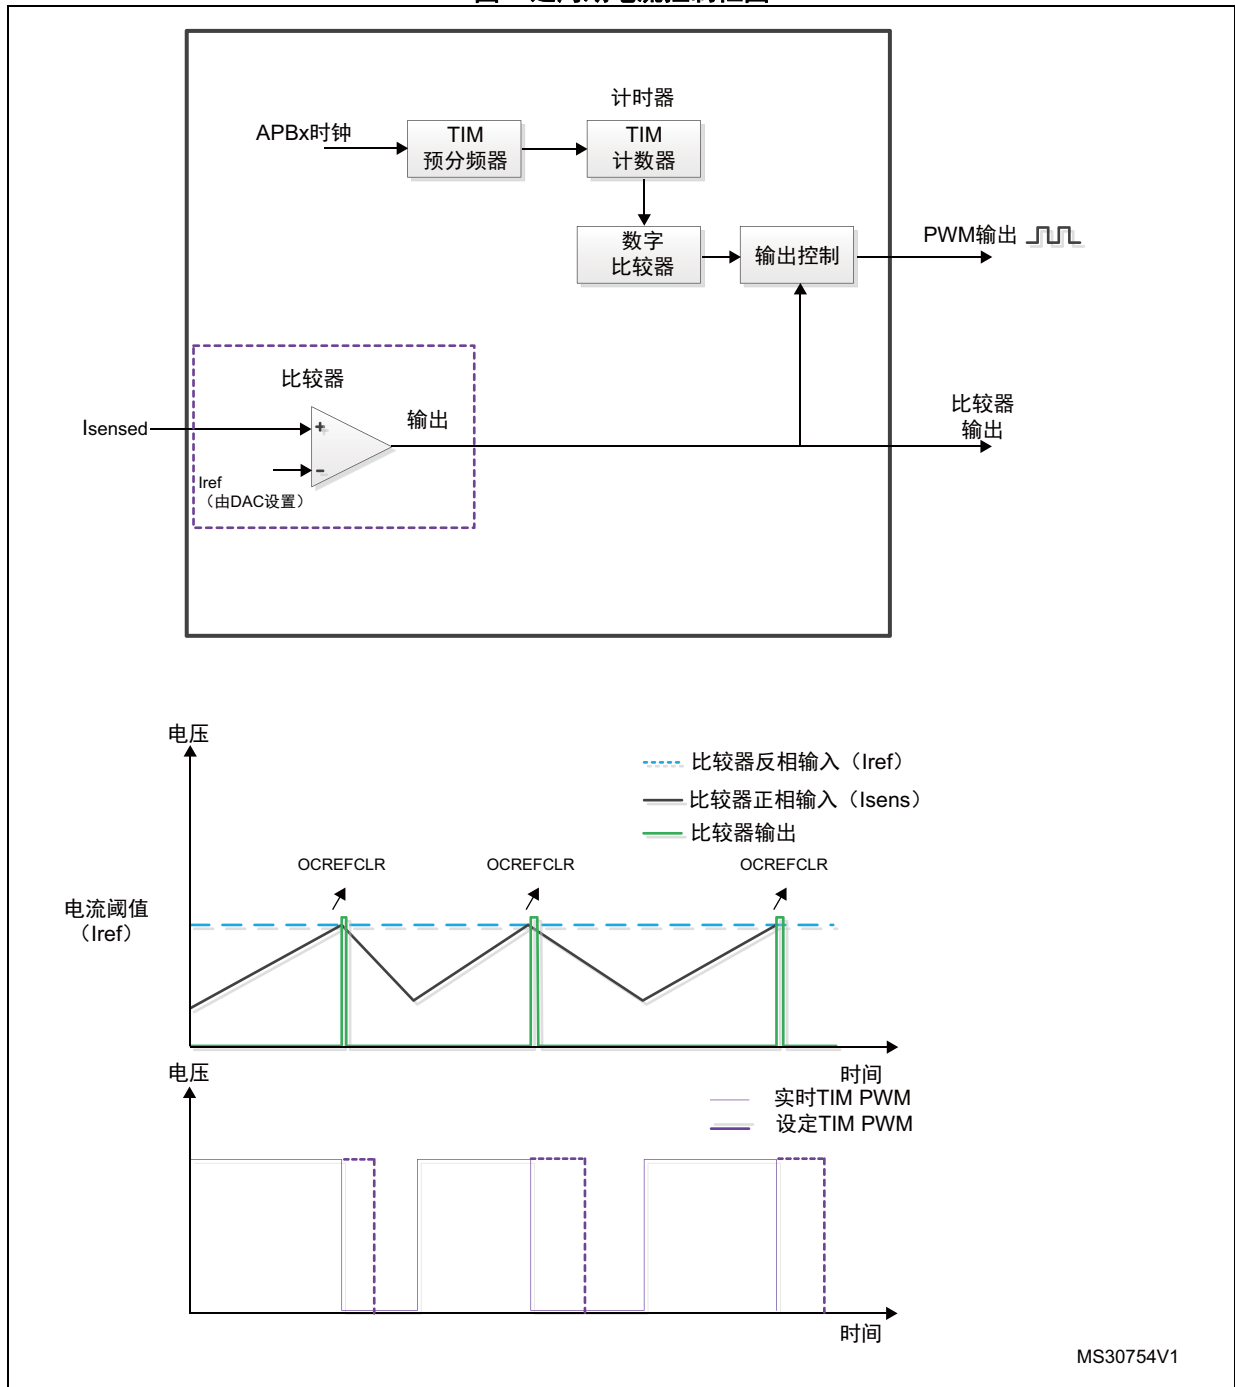 计时器
APBx时钟
TIM
预分频器
TIM
计数器
数字
比较器
输出控制
PWM输出
比较器
输出
Isensed
+
-
Iref
（由DAC设置）
比较器
输出
电压
比较器反相输入（Iref）
比较器正相输入（Isens）
比较器输出
OCREFCLR
OCREFCLR
OCREFCLR
电流阈值
（Iref）
时间
电压
实时TIM PWM
设定TIM PWM
时间
MS30754V1